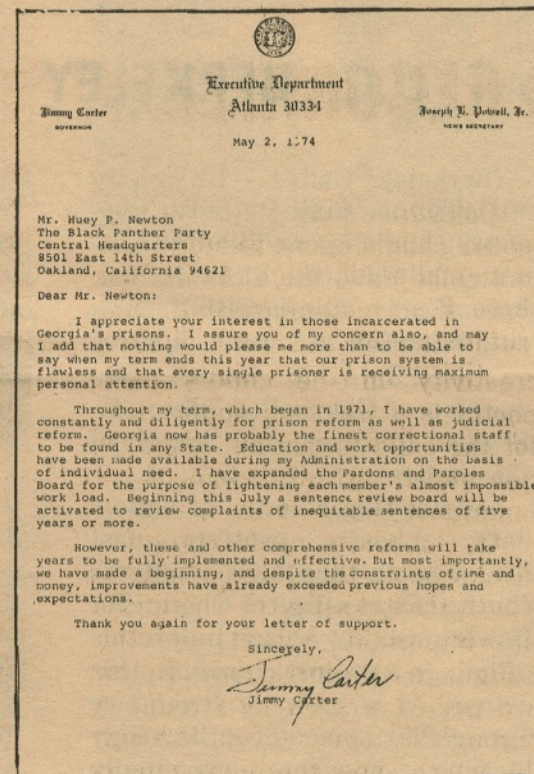 Executive Department
Atlanta 30334
Jimmy Carter
GOVERNOR
Joseph L. Powell, Jr.
NEWS SECRETARY
May 2, 1974
Mr. Huey P. Newton
The Black Panther Party
Central Headquarters
8501 East 14th Street
Oakland, California 94621
Dear Mr. Newton:
I appreciate your interest in those incarcerated in
Georgia's prisons. I assure you of my concern also, and may
I add that nothing would please me more than to be able to
say when my term ends this year that our prison system is
flawless and that every single prisoner is receiving maximum
personal attention.
Throughout my term, which began in 1971, I have worked
constantly and diligently for prison reform as well as judicial
reform. Georgia now has probably the finest correctional staff
to be found in any State. Education and work opportunities
have been made available during my Administration on the basis
of individual need. I have expanded the Pardons and Paroles
Board for the purpose of lightening each member's almost impossible
work load. Beginning this July a sentence review board will be
activated to review complaints of inequitable sentences of five
years or more.
However, these and other comprehensive reforms will take
years to be fully implemented and effective. But most importantly,
we have made a beginning, and despite the constraints of time and
money, improvements have already exceeded previous hopes and
expectations.
Thank you again for your letter of support.
Sincerely,
Jimmy Carter
Jimmy Carter